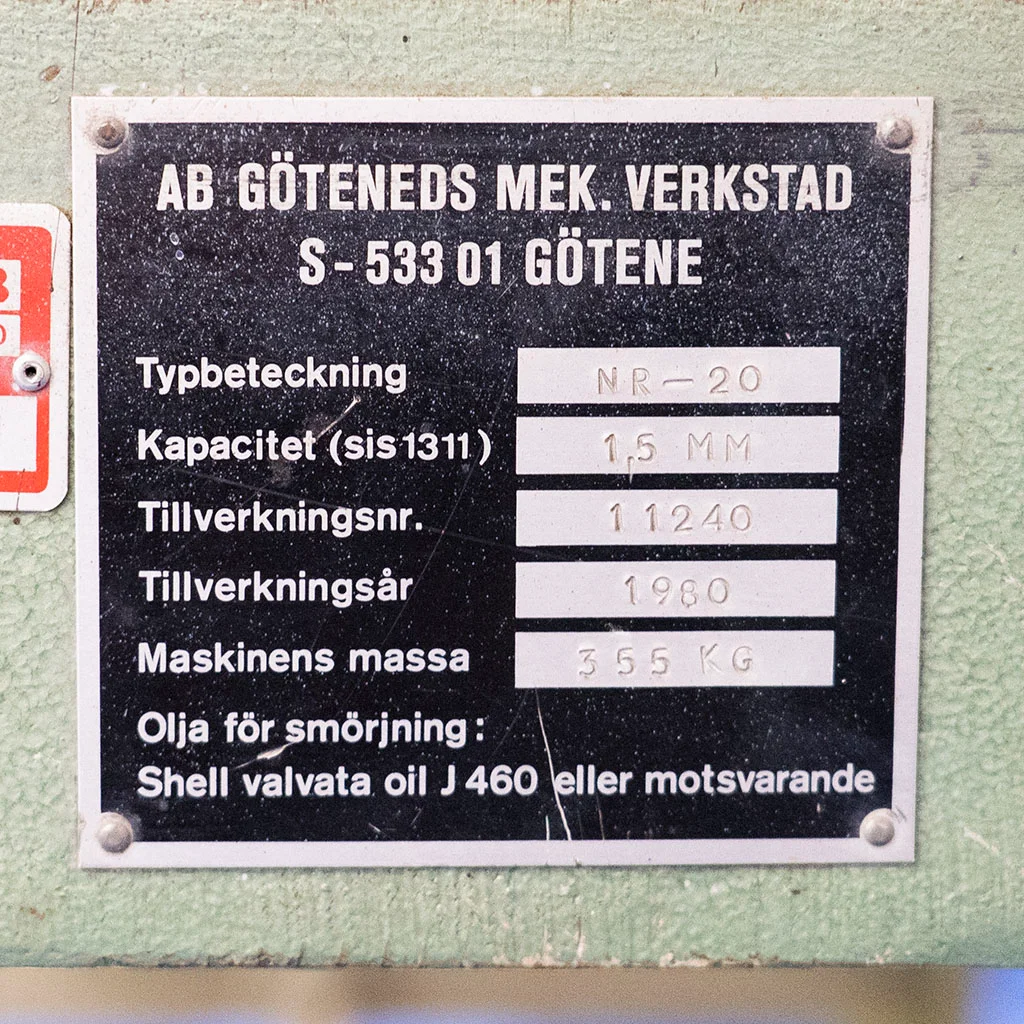 AB GÖTENEDS MEK. VERKSTAD
S - 533 01 GÖTENE
Typbeteckning NR-20
Kapacitet (sis 1311) 1,5 MM
Tillverkningsnr. 11240
Tillverkningsår 1980
Maskinens massa 355 KG
Olja för smörjning:
Shell valvata oil J 460 eller motsvarande